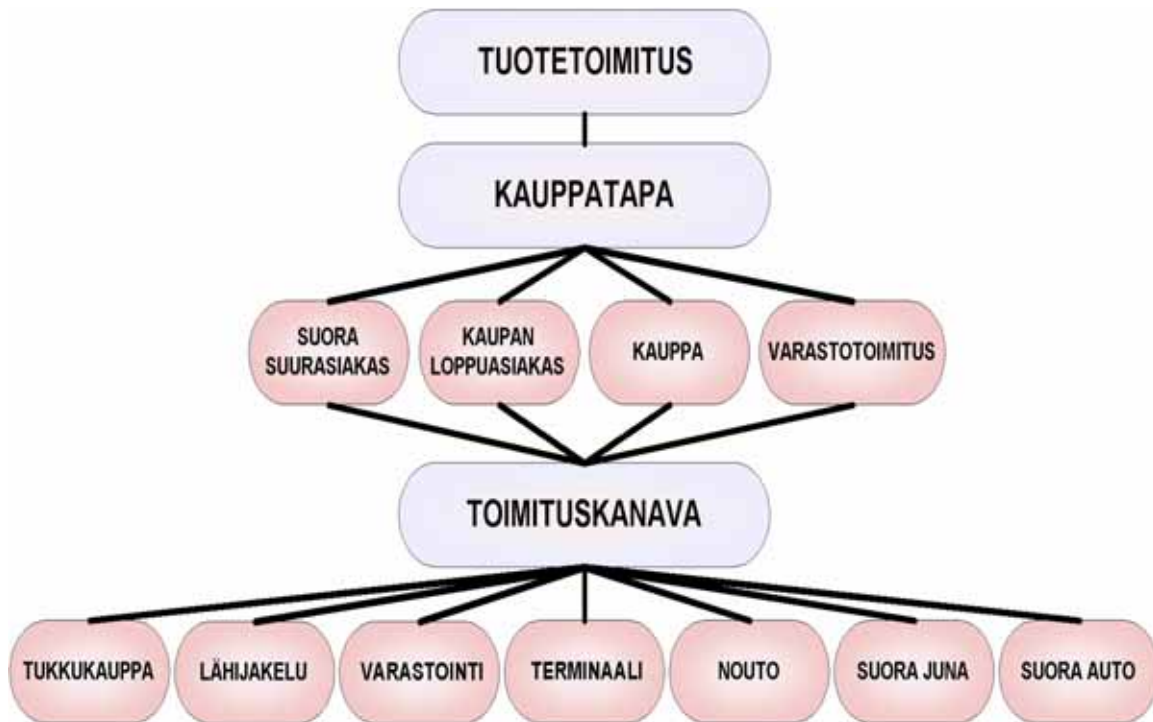 TUOTETOIMITUS
KAUPPATAPA
SUORA
SUURASIAKAS
KAUPAN
LOPPUASIAKAS
KAUPPA
VARASTOTOIMITUS
TOIMITUSKANAVA
TUKKUKAUPPA
LÄHIJAKELU
VARASTOINTI
TERMINAALI
NOUTO
SUORA JUNA
SUORA AUTO